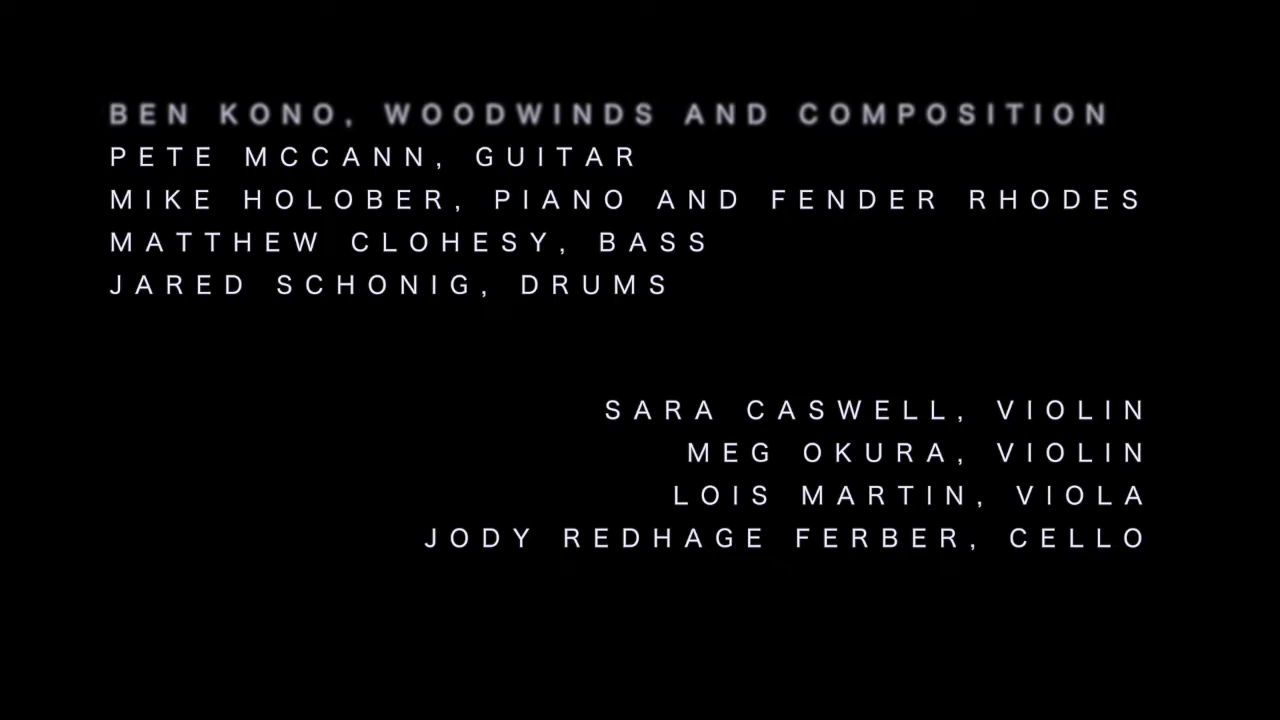 BEN KONO, WOODWINDS AND COMPOSITION
PETE MCCANN, GUITAR
MIKE HOLOBER, PIANO AND FENDER RHODES
MATTHEW CLOHESY, BASS
JARED SCHONIG, DRUMS
SARA CASWELL, VIOLIN
MEG OKURA, VIOLIN
LOIS MARTIN, VIOLA
JODY REDHAGE FERBER, CELLO